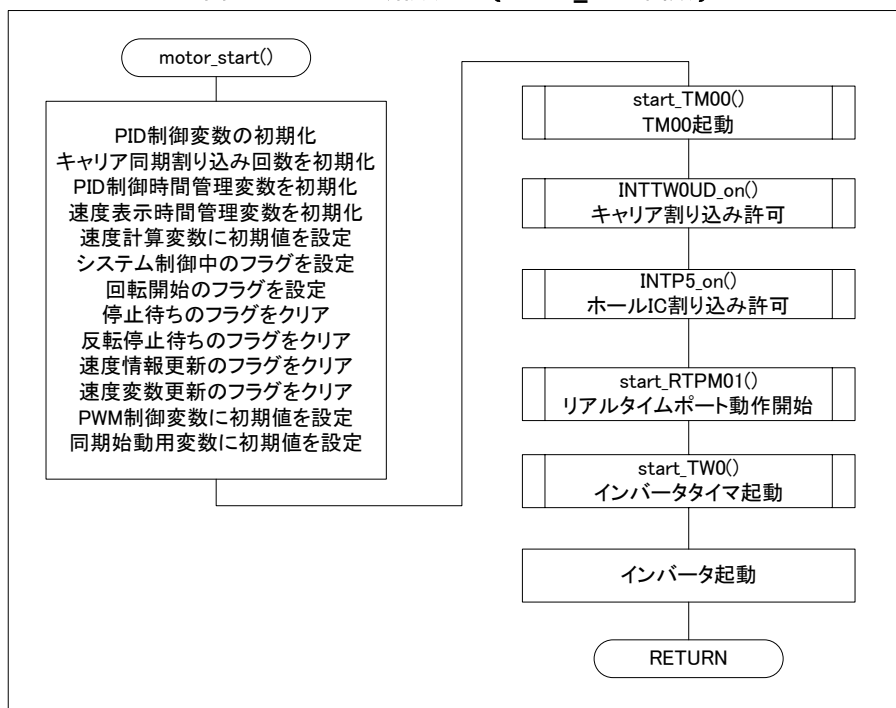 motor_start()
PID制御変数の初期化
キャリア同期割り込み回数を初期化
PID制御時間管理変数を初期化
速度表示時間管理変数を初期化
速度計算変数に初期値を設定
システム制御中のフラグを設定
回転開始のフラグを設定
停止待ちのフラグをクリア
反転停止待ちのフラグをクリア
速度情報更新のフラグをクリア
速度変数更新のフラグをクリア
PWM制御変数に初期値を設定
同期始動用変数に初期値を設定
start_TM00()
TM00起動
INTTW0UD_on()
キャリア割り込み許可
INTP5_on()
ホールIC割り込み許可
start_RTPM01()
リアルタイムポート動作開始
start_TW0()
インバータタイマ起動
インバータ起動
RETURN